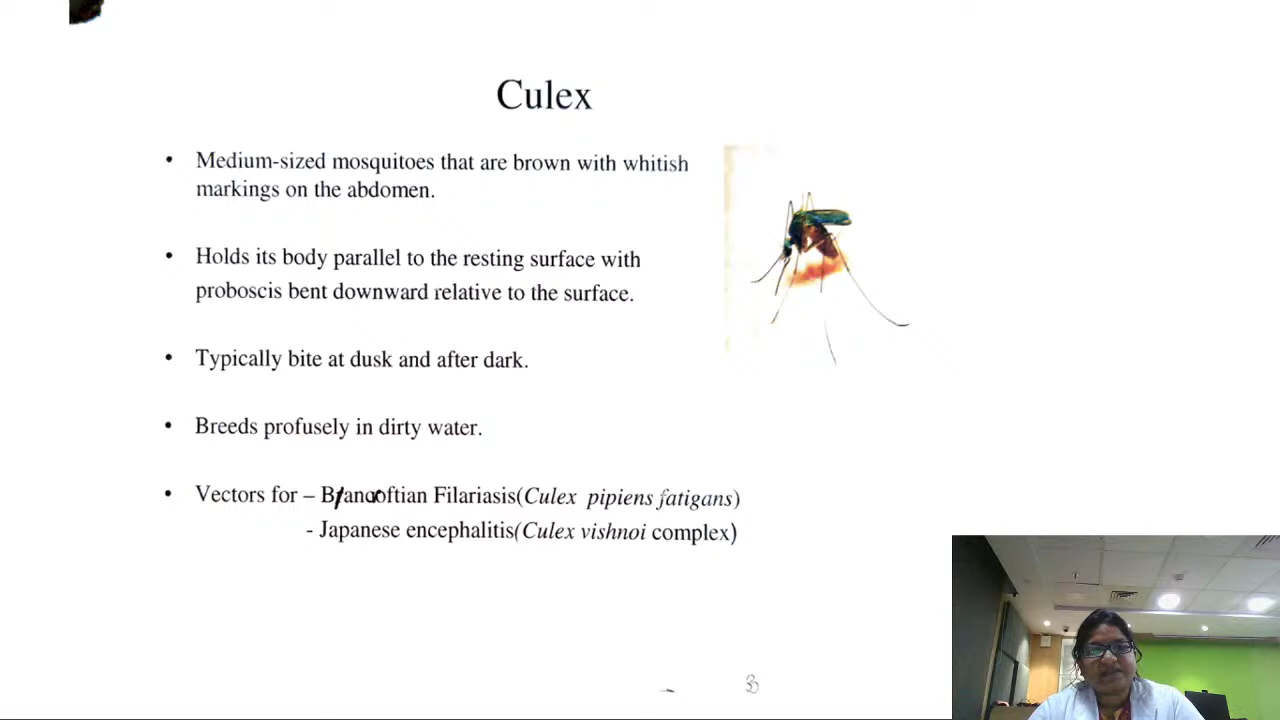 Culex
• Medium-sized mosquitoes that are brown with whitish
markings on the abdomen.
• Holds its body parallel to the resting surface with
proboscis bent downward relative to the surface.
• Typically bite at dusk and after dark.
• Breeds profusely in dirty water.
• Vectors for – Bancroftian Filariasis(Culex pipiens fatigans)
- Japanese encephalitis(Culex vishnoi complex)
3